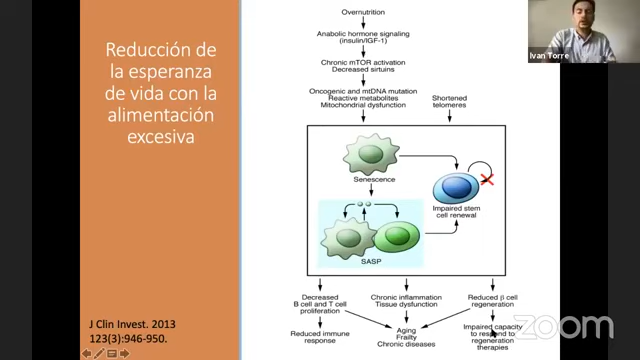 Reducción de
la esperanza
de vida con la
alimentación
excesiva
J Clin Invest. 2013
123(3):946-950.
Overnutrition
Anabolic hormone signaling
(insulin/IGF-1)
Chronic mTOR activation
Decreased sirtuins
Oncogenic and mtDNA mutation
Reactive metabolites
Mitochondrial dysfunction
Shortened
telomeres
Senescence
Impaired stem
cell renewal
SASP
Decreased
B cell and T cell
proliferation
Chronic inflammation
Tissue dysfunction
Reduced β cell
regeneration
Reduced immune
response
Aging
Frailty
Chronic diseases
Impaired capacity
to respond to
regeneration
therapies
Ivan Torre
zoom